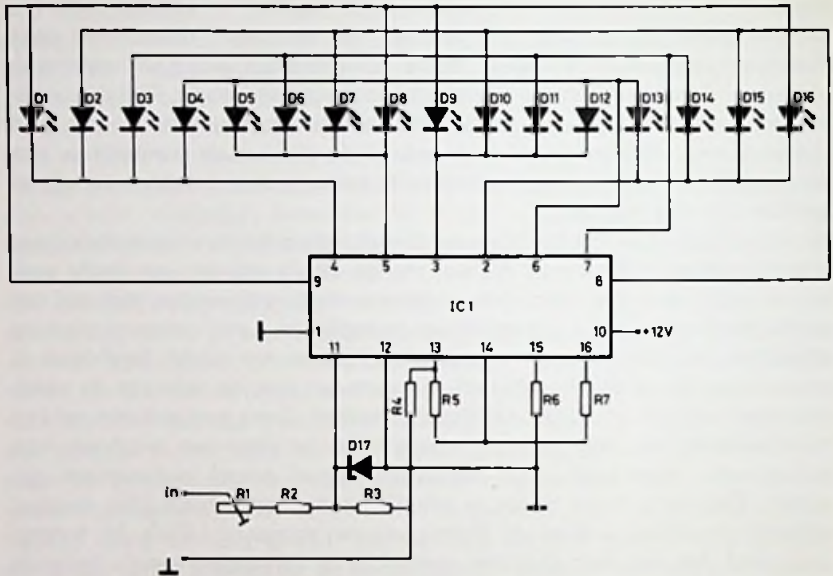 D1 D2 D3 D4 D5 D6 D7 D8 D9 D10 D11 D12 D13 D14 D15 D16
4 5 3 2 6 7
9 8
IC1
1 10 +12V
11 12 13 14 15 16
R4 R5 R6 R7
D17
in R1 R2 R3